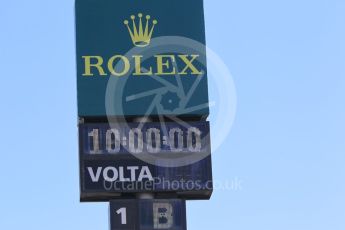 ROLEX
10:00:00
VOLTA
OctanePhotos.co.uk
1 B